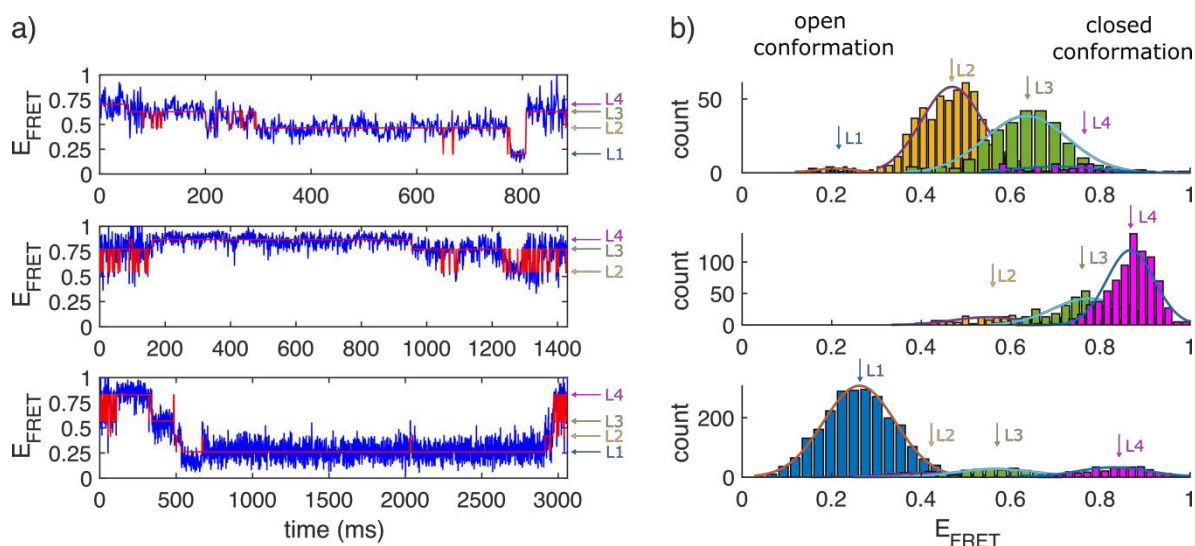 a)
E_FRET
1
0.75
0.5
0.25
0
0 200 400 600 800
L4
L3
L2
L1
E_FRET
1
0.75
0.5
0.25
0
0 200 400 600 800 1000 1200 1400
L4
L3
L2
E_FRET
1
0.75
0.5
0.25
0
0 500 1000 1500 2000 2500 3000
L4
L3
L2
L1
time (ms)
b)
open
conformation
closed
conformation
count
50
0
0 0.2 0.4 0.6 0.8 1
L1
L2
L3
L4
count
100
50
0
0 0.2 0.4 0.6 0.8 1
L2
L3
L4
count
200
0
0 0.2 0.4 0.6 0.8 1
L1
L2
L3
L4
E_FRET